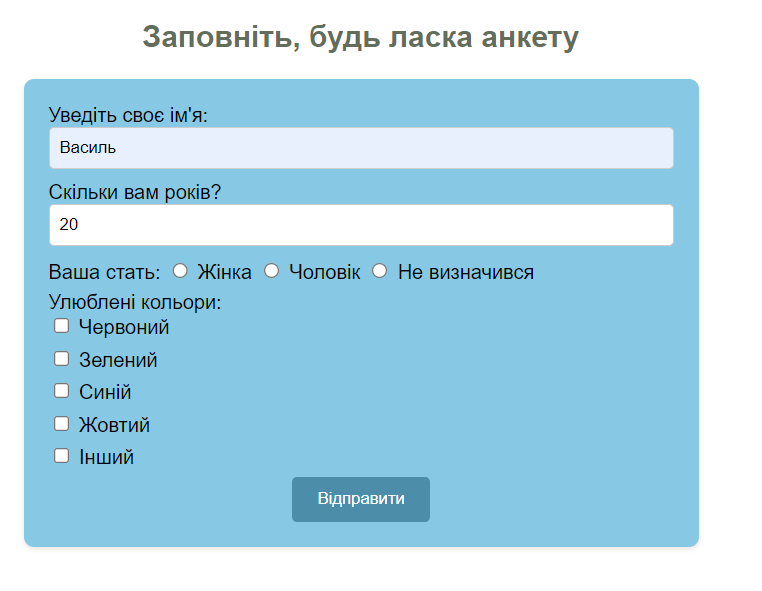 Заповніть, будь ласка анкету
Уведіть своє ім'я:
Василь
Скільки вам років?
20
Ваша стать: Жінка Чоловік Не визначився
Улюблені кольори:
Червоний
Зелений
Синій
Жовтий
Інший
Відправити